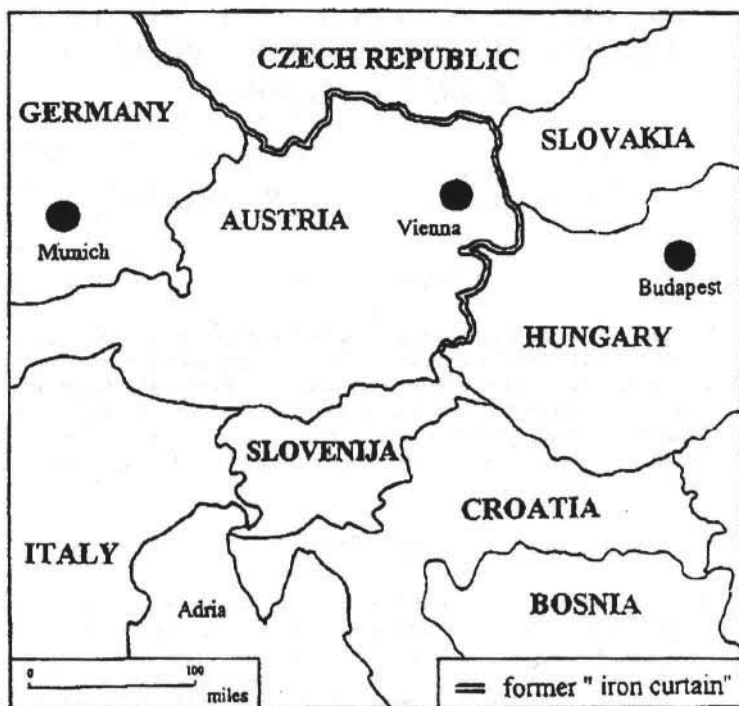 CZECH REPUBLIC
GERMANY
SLOVAKIA
AUSTRIA
Vienna
Munich
Budapest
HUNGARY
SLOVENIJA
CROATIA
ITALY
Adria
BOSNIA
0 100
miles
former " iron curtain"